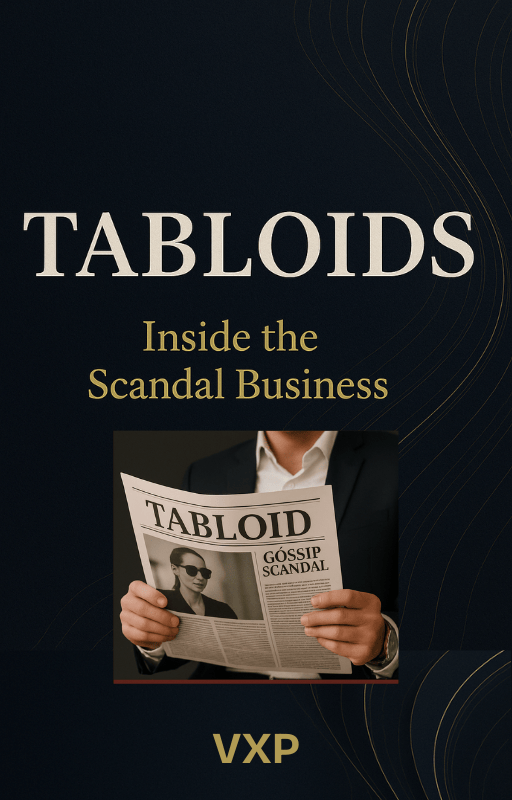 TABLOIDS
Inside the
Scandal Business
TABLOID
GÓSSIP
SCANDAL
VXP